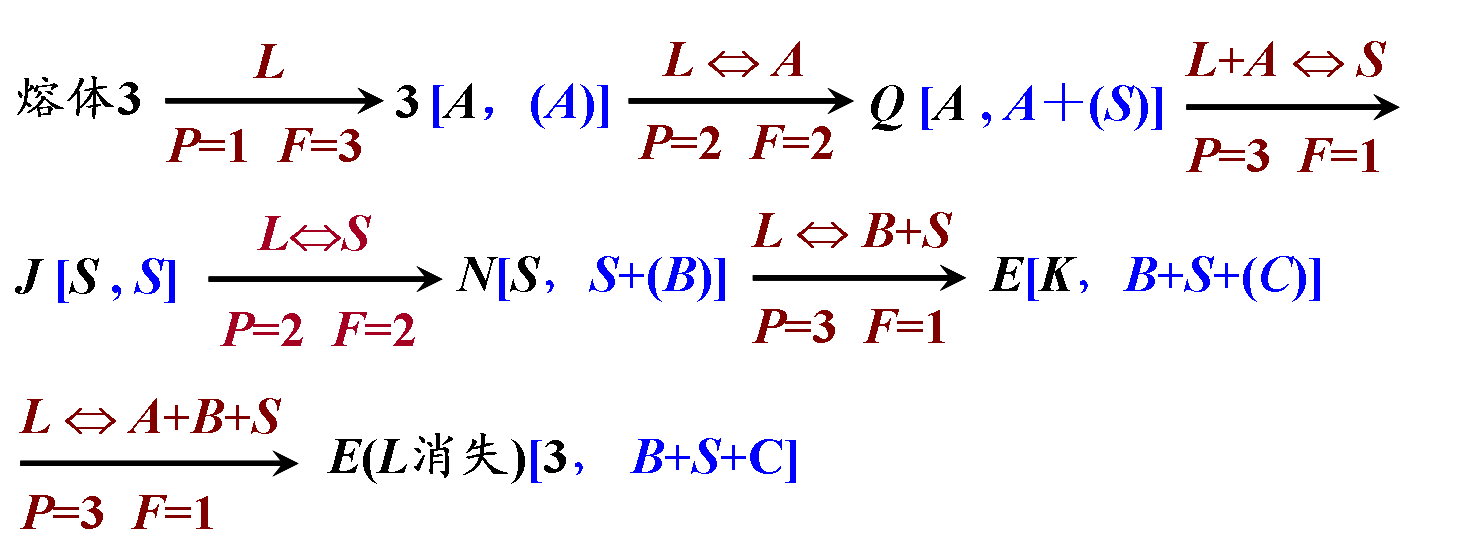 L L ⇔ A L+A ⇔ S
熔体3 3 [A, (A)] Q [A , A＋(S)]
P=1 F=3 P=2 F=2 P=3 F=1
L⇔S L ⇔ B+S
J [S , S] N[S, S+(B)] E[K, B+S+(C)]
P=2 F=2 P=3 F=1
L ⇔ A+B+S
E(L消失)[3, B+S+C]
P=3 F=1